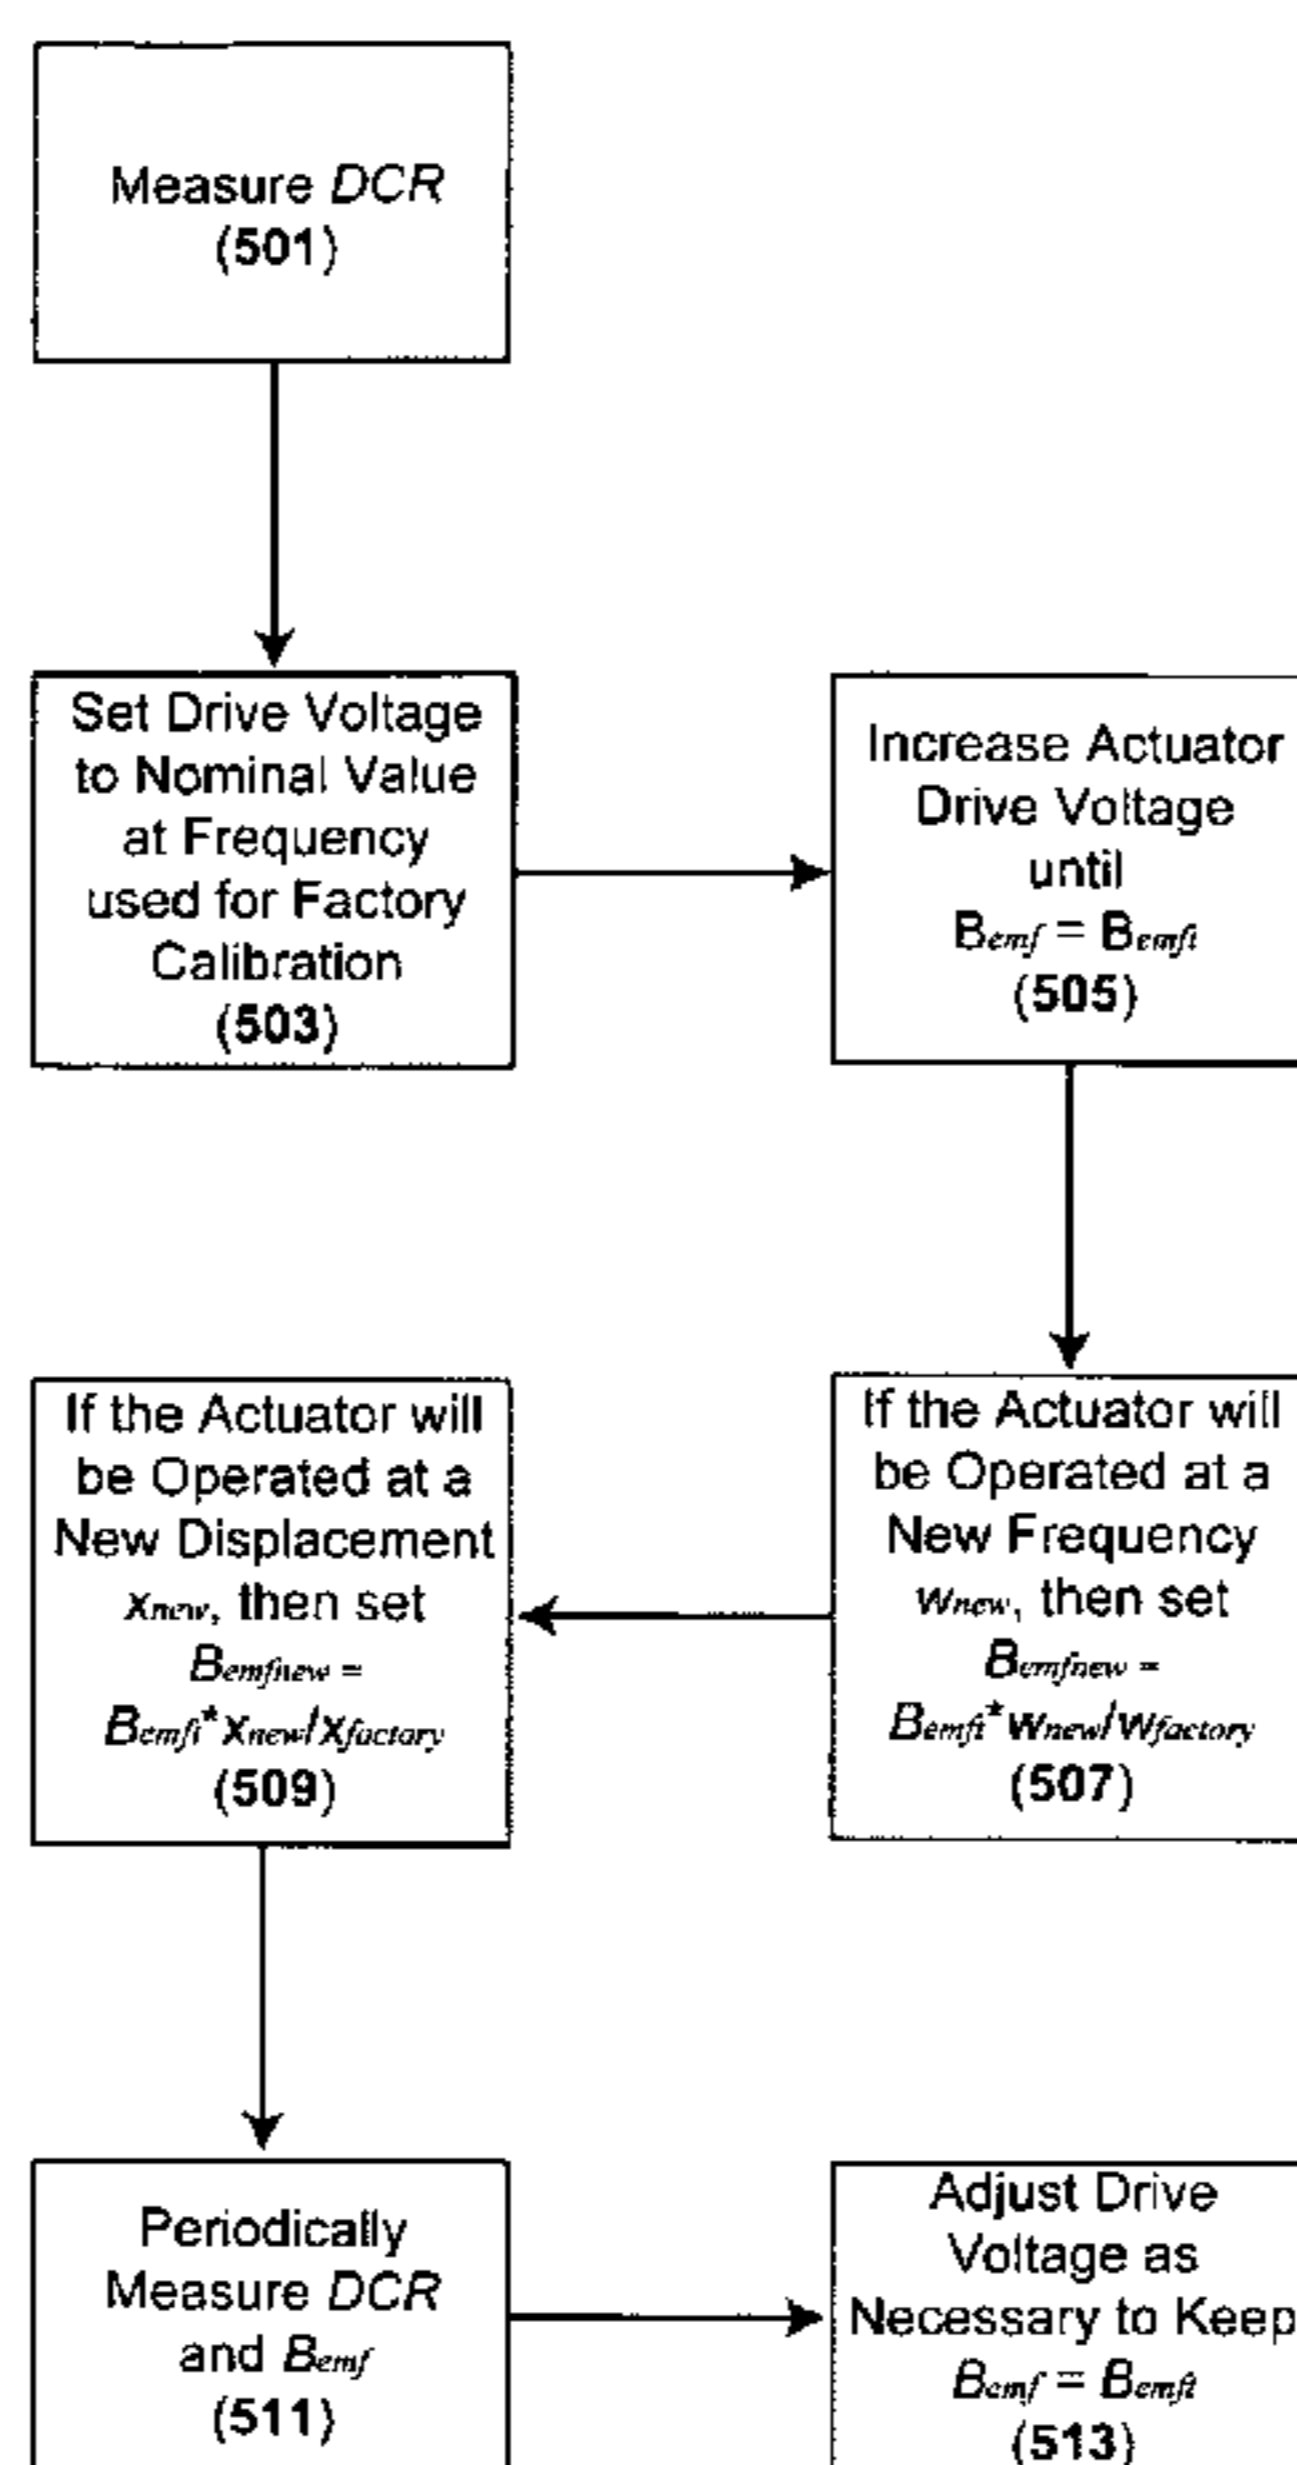 Measure DCR
(501)
Set Drive Voltage
to Nominal Value
at Frequency
used for Factory
Calibration
(503)
Increase Actuator
Drive Voltage
until
Bemf = Bemft
(505)
If the Actuator will
be Operated at a
New Frequency
wnew, then set
Bemfnew =
Bemft*wnew/wfactory
(507)
If the Actuator will
be Operated at a
New Displacement
xnew, then set
Bemfnew =
Bemft*xnew/xfactory
(509)
Periodically
Measure DCR
and Bemf
(511)
Adjust Drive
Voltage as
Necessary to Keep
Bemf = Bemft
(513)